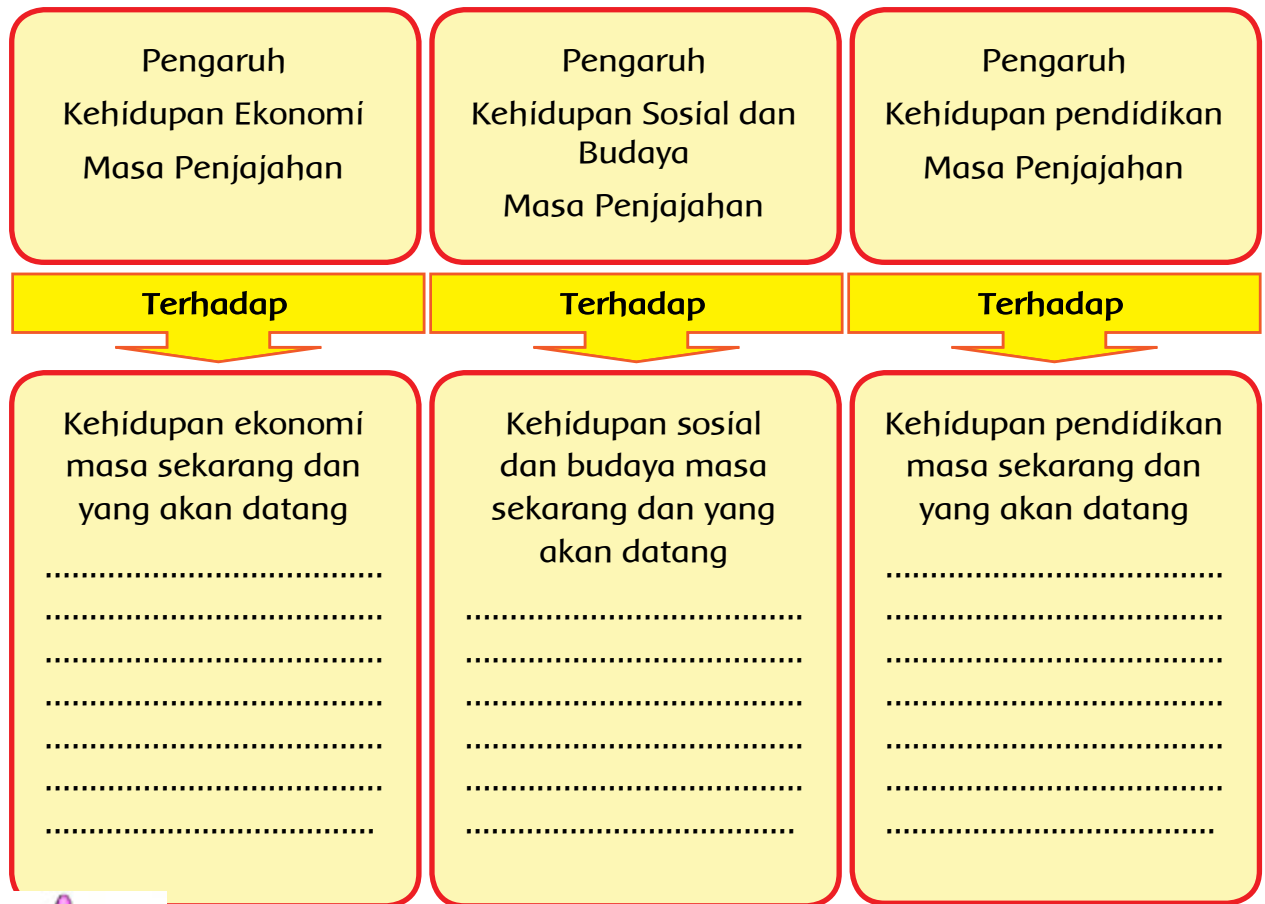 Pengaruh
Kehidupan Ekonomi
Masa Penjajahan
Pengaruh
Kehidupan Sosial dan
Budaya
Masa Penjajahan
Pengaruh
Kehidupan pendidikan
Masa Penjajahan
Terhadap
Terhadap
Terhadap
Kehidupan ekonomi
masa sekarang dan
yang akan datang
......................................
......................................
......................................
......................................
......................................
......................................
.....................................
Kehidupan sosial
dan budaya masa
sekarang dan yang
akan datang
......................................
......................................
......................................
......................................
......................................
.....................................
Kehidupan pendidikan
masa sekarang dan
yang akan datang
......................................
......................................
......................................
......................................
......................................
......................................
.....................................